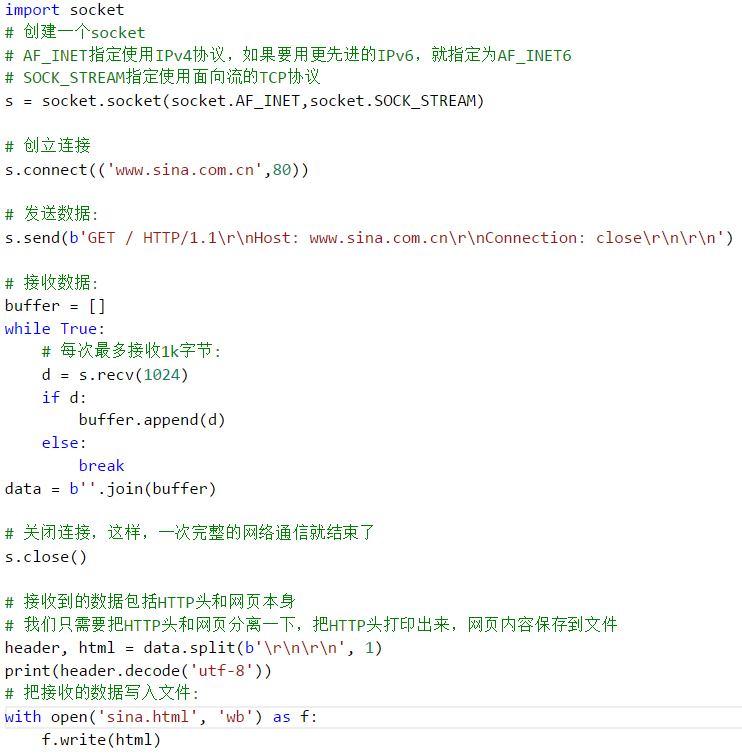 import socket
# 创建一个socket
# AF_INET指定使用IPv4协议，如果要用更先进的IPv6，就指定为AF_INET6
# SOCK_STREAM指定使用面向流的TCP协议
s = socket.socket(socket.AF_INET,socket.SOCK_STREAM)
# 创立连接
s.connect(('www.sina.com.cn',80))
# 发送数据:
s.send(b'GET / HTTP/1.1\r\nHost: www.sina.com.cn\r\nConnection: close\r\n\r\n')
# 接收数据:
buffer = []
while True:
    # 每次最多接收1k字节:
    d = s.recv(1024)
    if d:
        buffer.append(d)
    else:
        break
data = b''.join(buffer)
# 关闭连接，这样，一次完整的网络通信就结束了
s.close()
# 接收到的数据包括HTTP头和网页本身
# 我们只需要把HTTP头和网页分离一下，把HTTP头打印出来，网页内容保存到文件
header, html = data.split(b'\r\n\r\n', 1)
print(header.decode('utf-8'))
# 把接收的数据写入文件:
with open('sina.html', 'wb') as f:
    f.write(html)